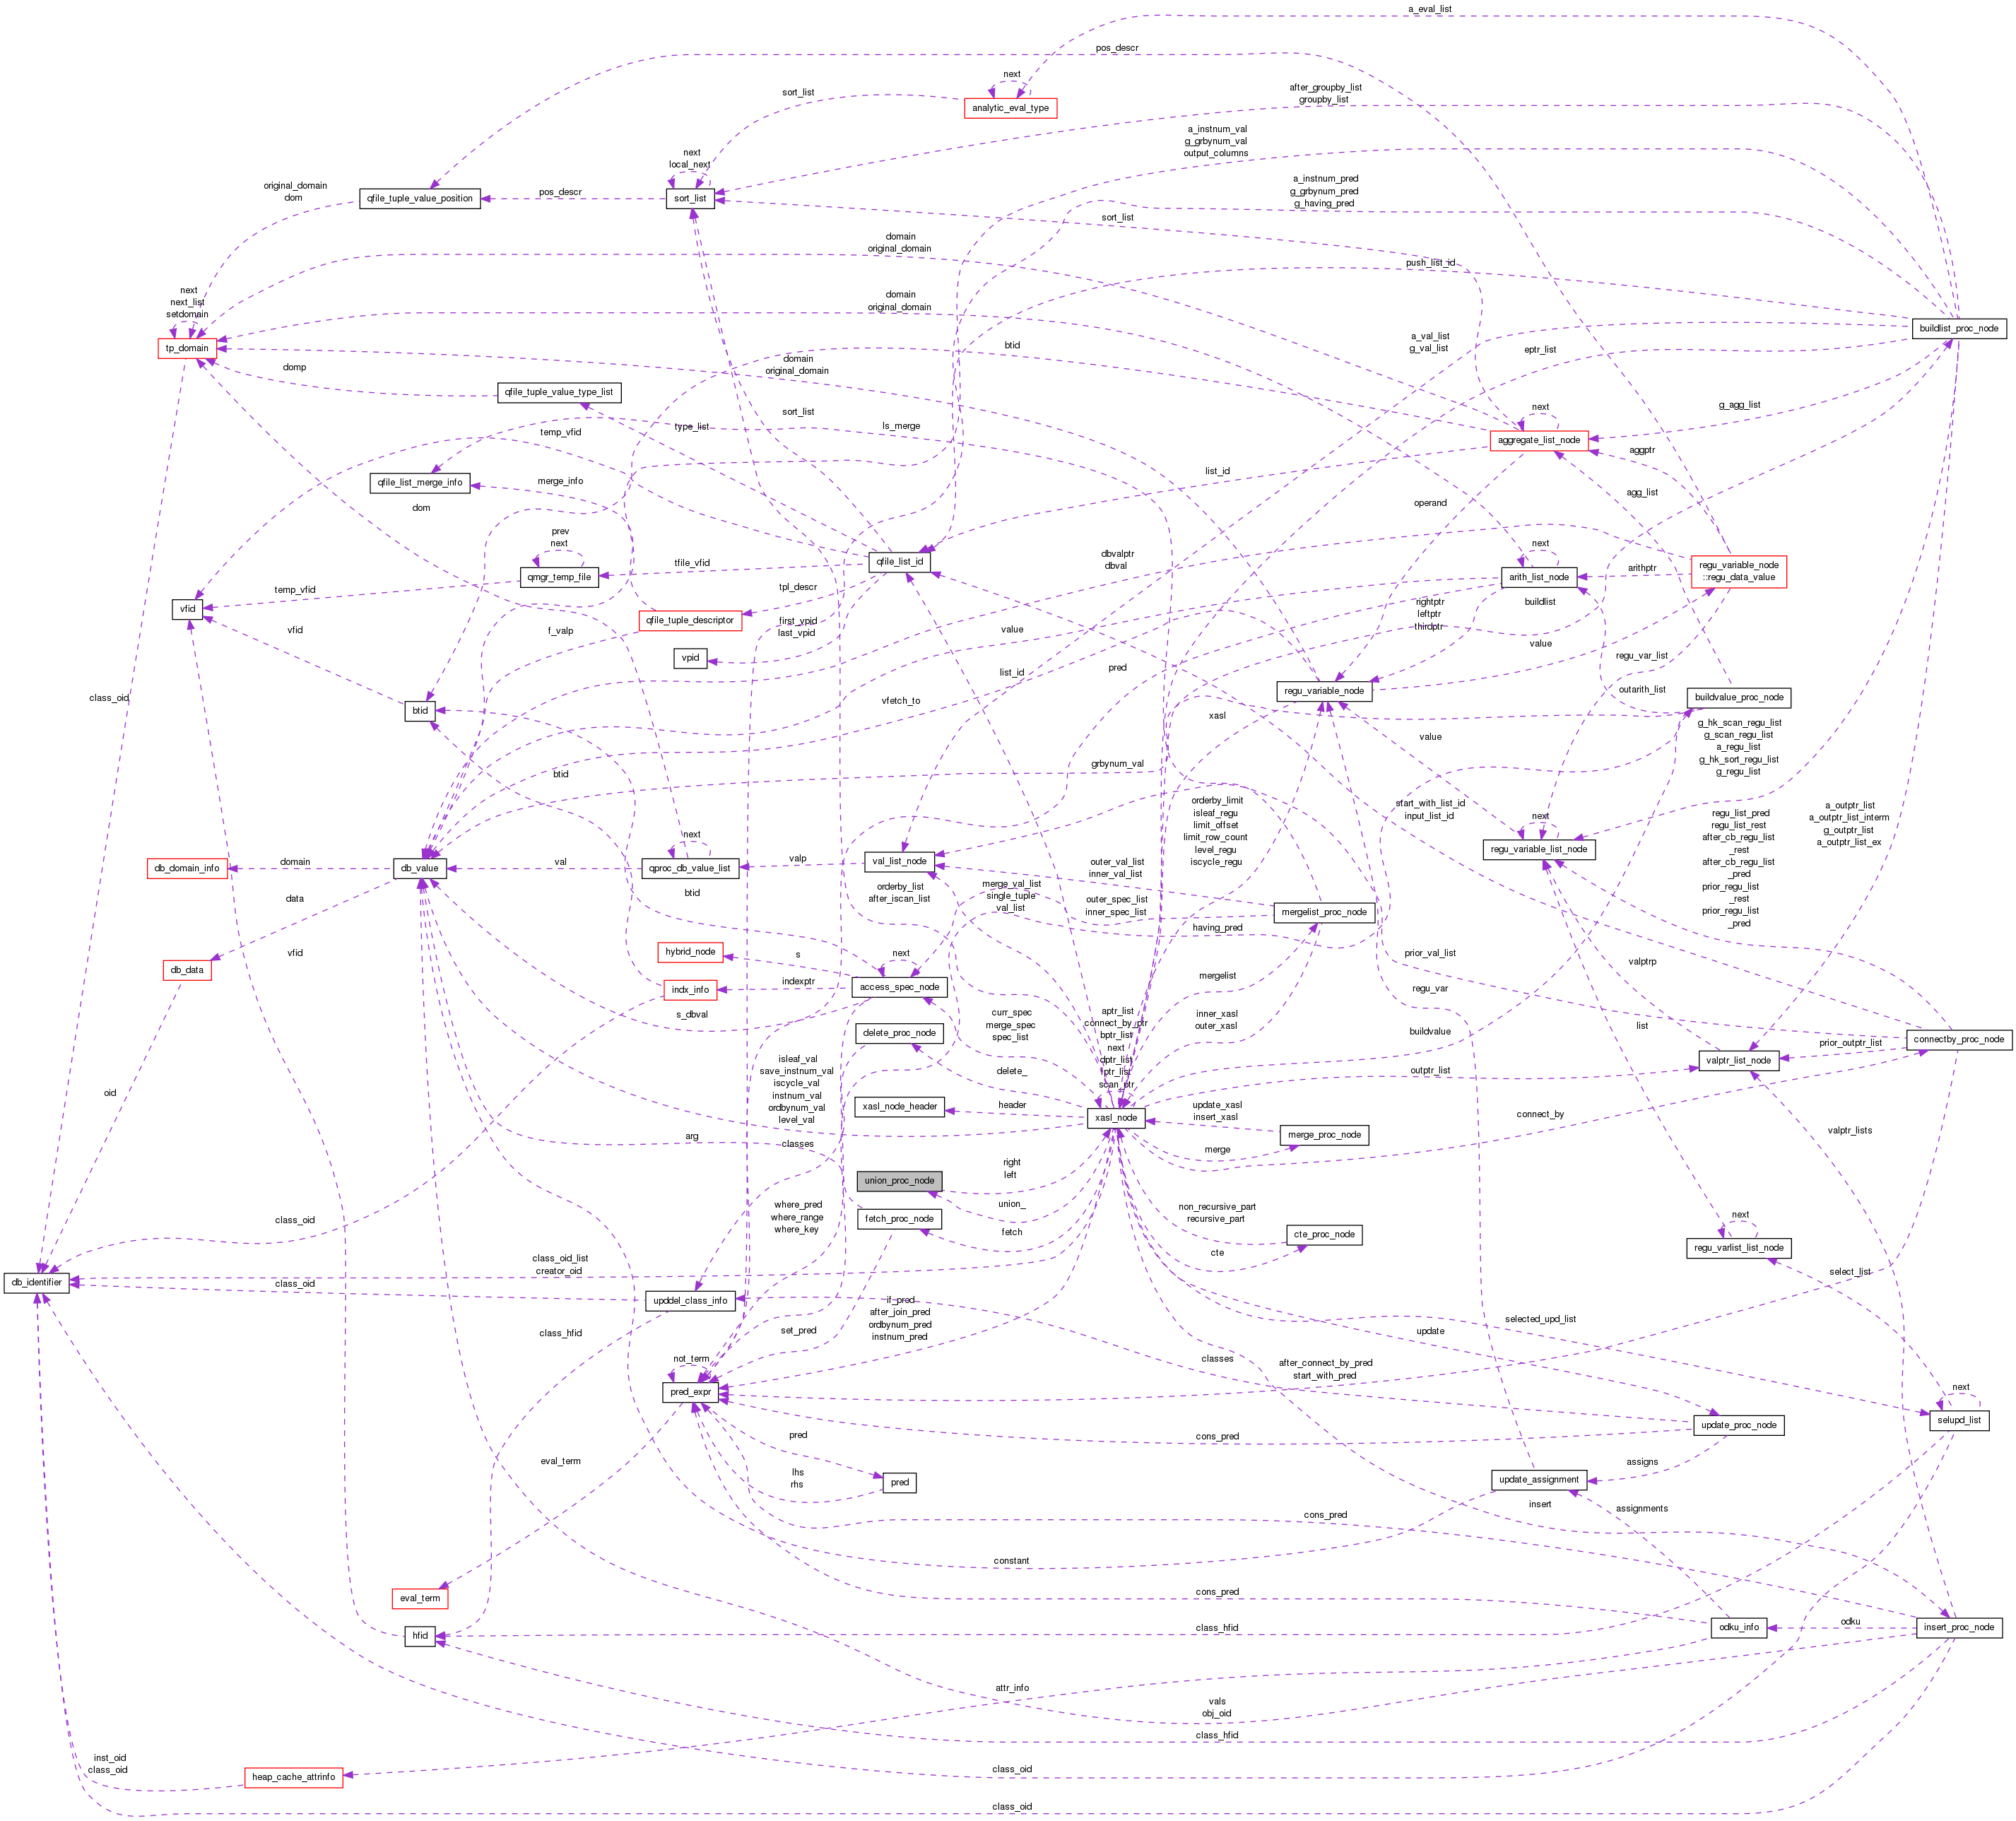 a_eval_list
pos_descr
next
analytic_eval_type
sort_list
after_groupby_list
groupby_list
a_instnum_val
g_grbynum_val
output_columns
next
local_next
sort_list
pos_descr
qfile_tuple_value_position
original_domain
dom
a_instnum_pred
g_grbynum_pred
g_having_pred
sort_list
domain
original_domain
push_list_id
next
next_list
setdomain
tp_domain
domain
original_domain
buildlist_proc_node
a_val_list
g_val_list
btid
eptr_list
domain
original_domain
domp
qfile_tuple_value_type_list
g_agg_list
next
aggregate_list_node
sort_list
type_list
ls_merge
temp_vfid
aggptr
list_id
qfile_list_merge_info
merge_info
operand
agg_list
dom
prev
next
qmgr_temp_file
temp_vfid
tfile_vfid
qfile_list_id
dbvalptr
dbval
next
arith_list_node
arithptr
regu_variable_node
::regu_data_value
tpl_descr
vfid
vfid
f_valp
qfile_tuple_descriptor
first_vpid
last_vpid
value
rightptr
leftptr
thirdptr
buildlist
vpid
list_id
pred
value
regu_var_list
class_oid
btid
vfetch_to
regu_variable_node
outarith_list
buildvalue_proc_node
xasl
value
g_hk_scan_regu_list
g_scan_regu_list
a_regu_list
g_hk_sort_regu_list
g_regu_list
btid
grbynum_val
orderby_limit
isleaf_regu
limit_offset
limit_row_count
level_regu
iscycle_regu
start_with_list_id
input_list_id
a_outptr_list
a_outptr_list_interm
g_outptr_list
a_outptr_list_ex
next
regu_variable_list_node
regu_list_pred
regu_list_rest
after_cb_regu_list
_rest
after_cb_regu_list
_pred
prior_regu_list
_rest
prior_regu_list
_pred
db_domain_info
domain
db_value
val
next
qproc_db_value_list
valp
val_list_node
outer_val_list
inner_val_list
btid
data
orderby_list
after_iscan_list
merge_val_list
single_tuple
val_list
outer_spec_list
inner_spec_list
mergelist_proc_node
having_pred
vfid
hybrid_node
s
next
access_spec_node
prior_val_list
valptrp
db_data
indx_info
indexptr
mergelist
regu_var
s_dbval
delete_proc_node
curr_spec
merge_spec
spec_list
aptr_list
connect_by_ptr
bptr_list
next
dptr_list
fptr_list
scan_ptr
inner_xasl
outer_xasl
buildvalue
list
prior_outptr_list
connectby_proc_node
valptr_list_node
isleaf_val
save_instnum_val
iscycle_val
instnum_val
ordbynum_val
level_val
delete_
outptr_list
oid
xasl_node_header
header
xasl_node
update_xasl
insert_xasl
connect_by
arg
classes
merge
merge_proc_node
valptr_lists
right
left
union_proc_node
union_
where_pred
where_range
where_key
fetch_proc_node
fetch
non_recursive_part
recursive_part
cte_proc_node
cte
next
regu_varlist_list_node
class_oid
class_oid_list
creator_oid
select_list
db_identifier
class_oid
upddel_class_info
if_pred
after_join_pred
ordbynum_pred
instnum_pred
class_hfid
set_pred
update
selected_upd_list
classes
not_term
pred_expr
after_connect_by_pred
start_with_pred
next
selupd_list
update_proc_node
cons_pred
pred
eval_term
lhs
rhs
pred
assigns
update_assignment
insert
assignments
cons_pred
constant
cons_pred
eval_term
odku
odku_info
insert_proc_node
hfid
class_hfid
attr_info
vals
obj_oid
class_hfid
inst_oid
class_oid
heap_cache_attrinfo
class_oid
class_oid